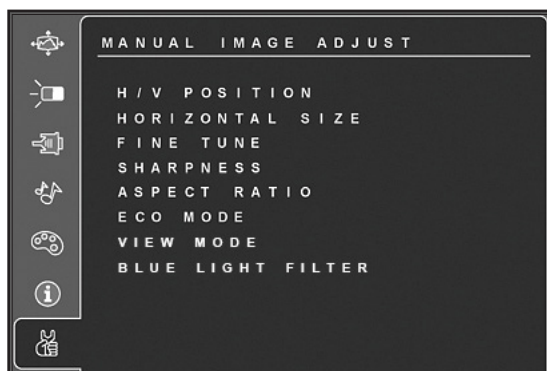 MANUAL IMAGE ADJUST
H/V POSITION
HORIZONTAL SIZE
FINE TUNE
SHARPNESS
ASPECT RATIO
ECO MODE
VIEW MODE
BLUE LIGHT FILTER